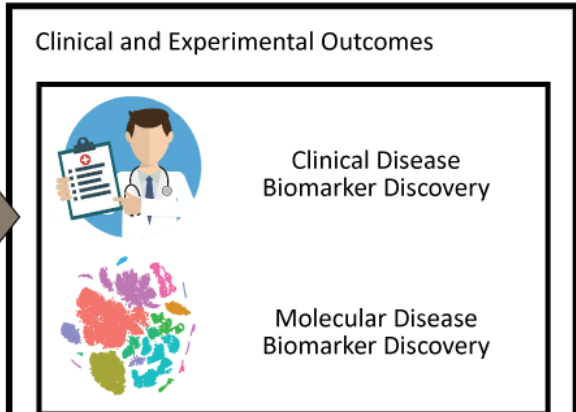 Clinical and Experimental Outcomes
Clinical Disease
Biomarker Discovery
Molecular Disease
Biomarker Discovery